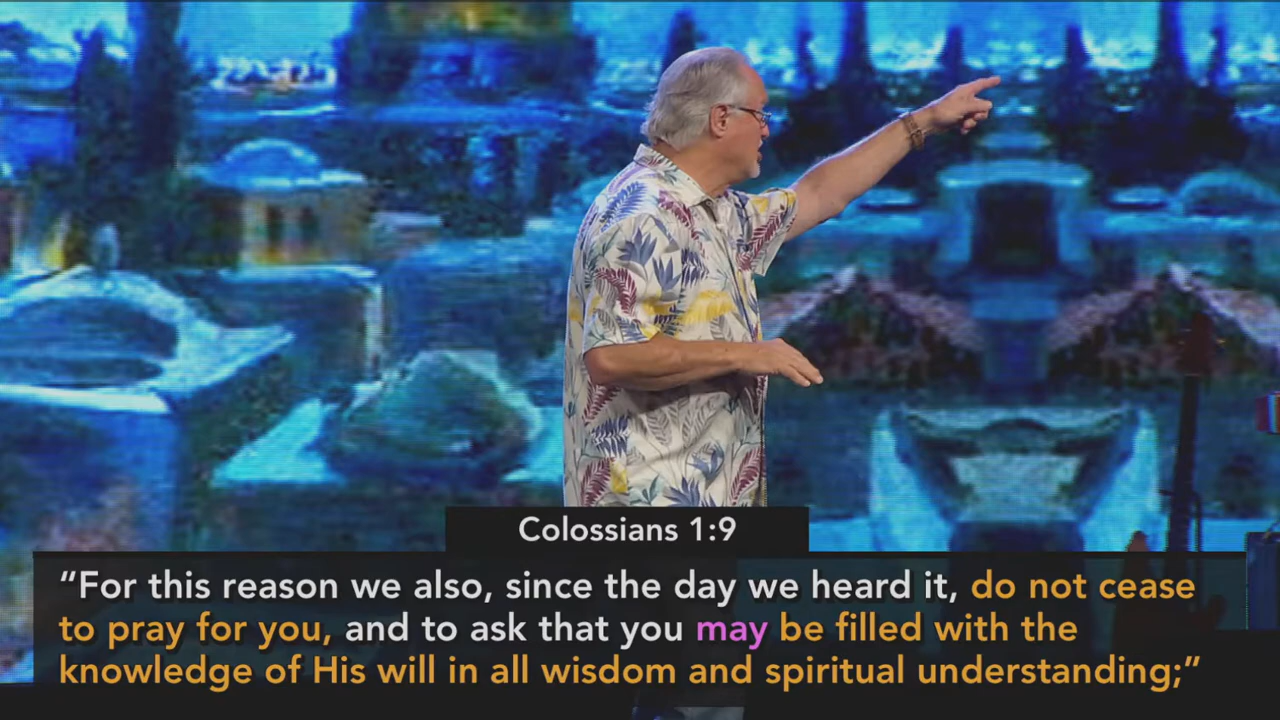 Colossians 1:9
“For this reason we also, since the day we heard it, do not cease
to pray for you, and to ask that you may be filled with the
knowledge of His will in all wisdom and spiritual understanding;”